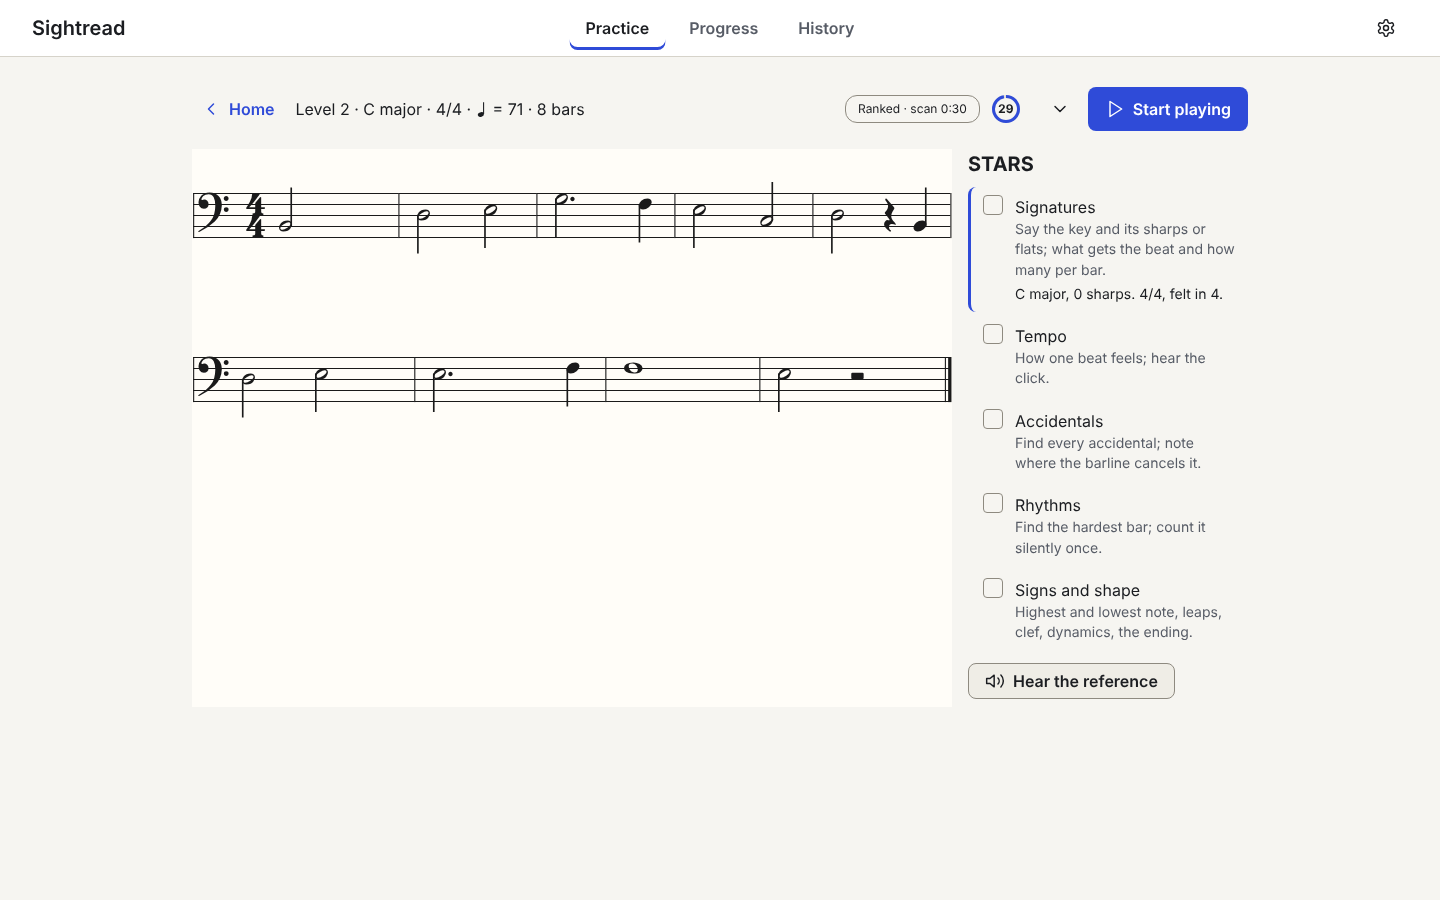 Sightread
Practice
Progress
History
Home
Level 2 · C major · 4/4 · ♩ = 71 · 8 bars
Ranked · scan 0:30
29
Start playing
STARS
Signatures
Say the key and its sharps or
flats; what gets the beat and how
many per bar.
C major, 0 sharps. 4/4, felt in 4.
Tempo
How one beat feels; hear the
click.
Accidentals
Find every accidental; note
where the barline cancels it.
Rhythms
Find the hardest bar; count it
silently once.
Signs and shape
Highest and lowest note, leaps,
clef, dynamics, the ending.
Hear the reference
4
4